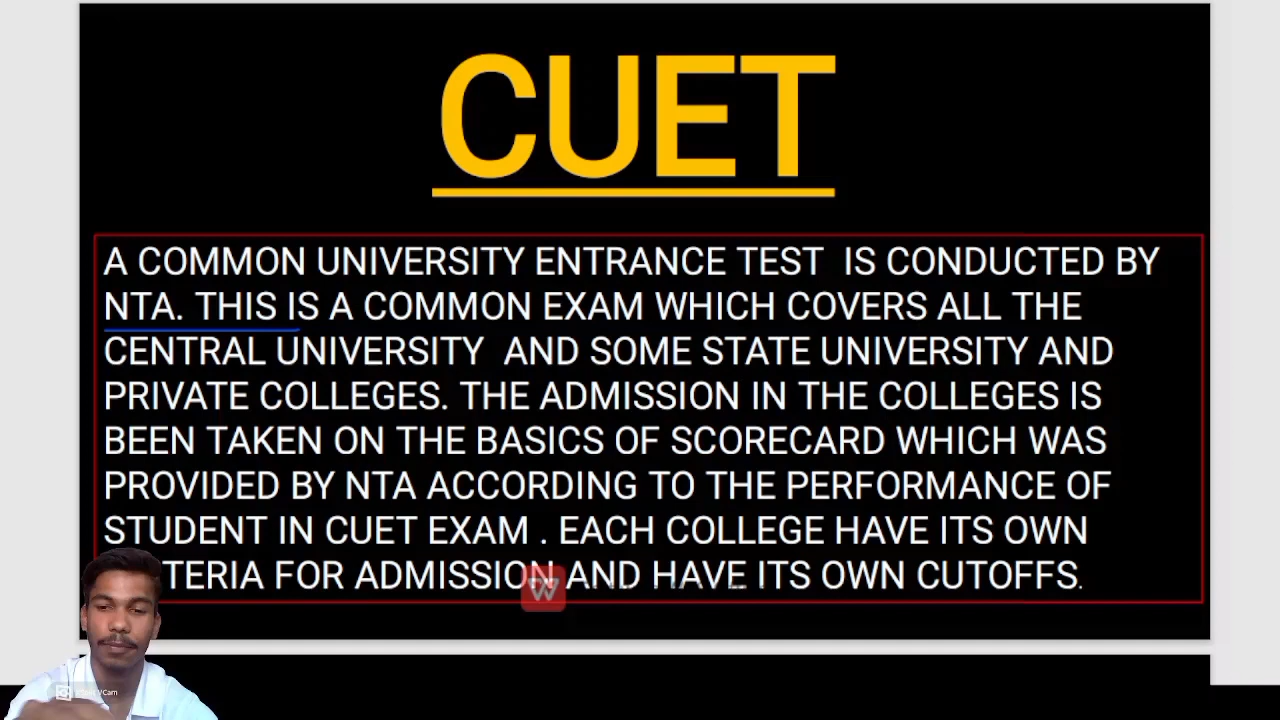 CUET
A COMMON UNIVERSITY ENTRANCE TEST IS CONDUCTED BY
NTA. THIS IS A COMMON EXAM WHICH COVERS ALL THE
CENTRAL UNIVERSITY AND SOME STATE UNIVERSITY AND
PRIVATE COLLEGES. THE ADMISSION IN THE COLLEGES IS
BEEN TAKEN ON THE BASICS OF SCORECARD WHICH WAS
PROVIDED BY NTA ACCORDING TO THE PERFORMANCE OF
STUDENT IN CUET EXAM . EACH COLLEGE HAVE ITS OWN
TERIA FOR ADMISSION AND HAVE ITS OWN CUTOFFS.
W